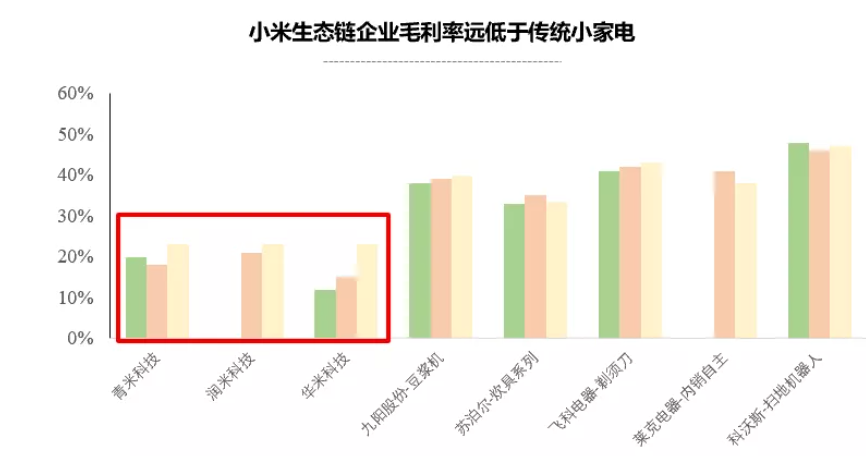 小米生态链企业毛利率远低于传统小家电
60%
50%
40%
30%
20%
10%
0%
青米科技
润米科技
华米科技
九阳股份-豆浆机
苏泊尔-炊具系列
飞科电器-剃须刀
莱克电器-内销自主
科沃斯-扫地机器人